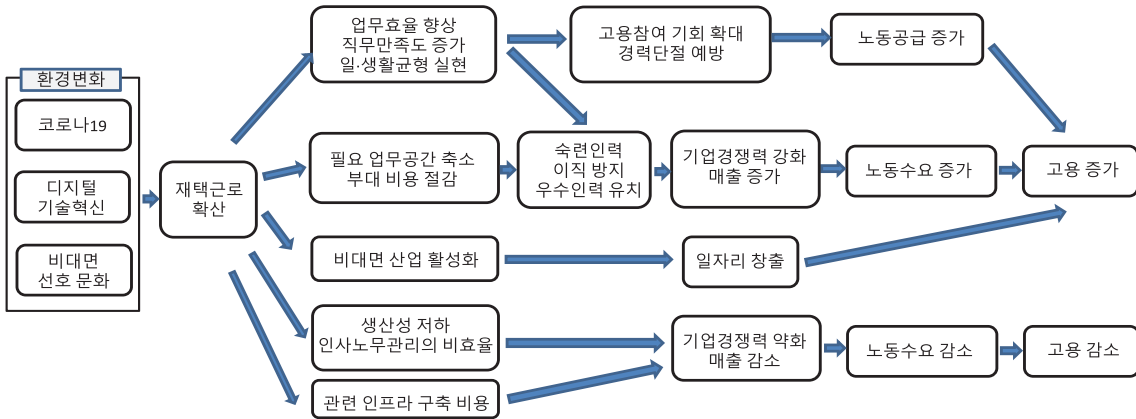 환경변화
코로나19
디지털
기술혁신
비대면
선호 문화
재택근로
확산
업무효율 향상
직무만족도 증가
일·생활균형 실현
고용참여 기회 확대
경력단절 예방
노동공급 증가
필요 업무공간 축소
부대 비용 절감
숙련인력
이직 방지
우수인력 유치
기업경쟁력 강화
매출 증가
노동수요 증가
고용 증가
비대면 산업 활성화
일자리 창출
생산성 저하
인사노무관리의 비효율
기업경쟁력 약화
매출 감소
노동수요 감소
고용 감소
관련 인프라 구축 비용